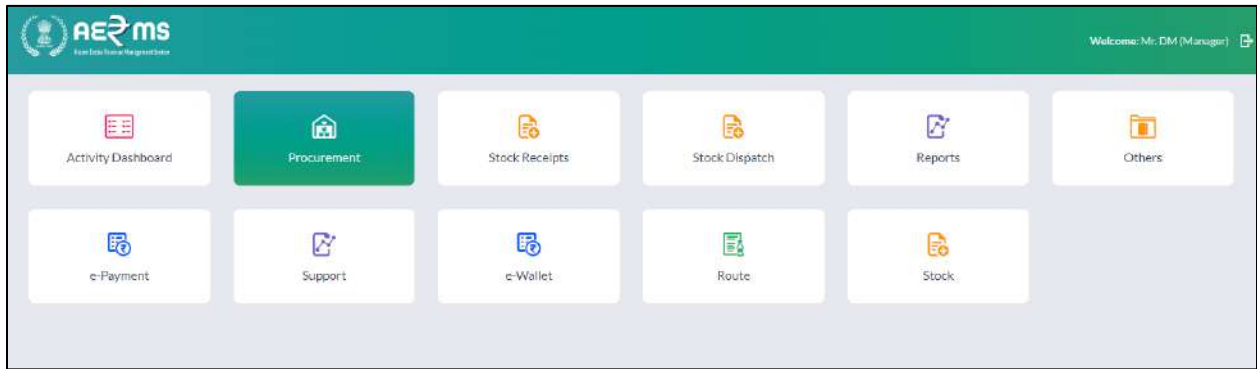 AE₹ms
Welcome: Mr. DM (Manager)
Activity Dashboard
Procurement
Stock Receipts
Stock Dispatch
Reports
Others
e-Payment
Support
e-Wallet
Route
Stock